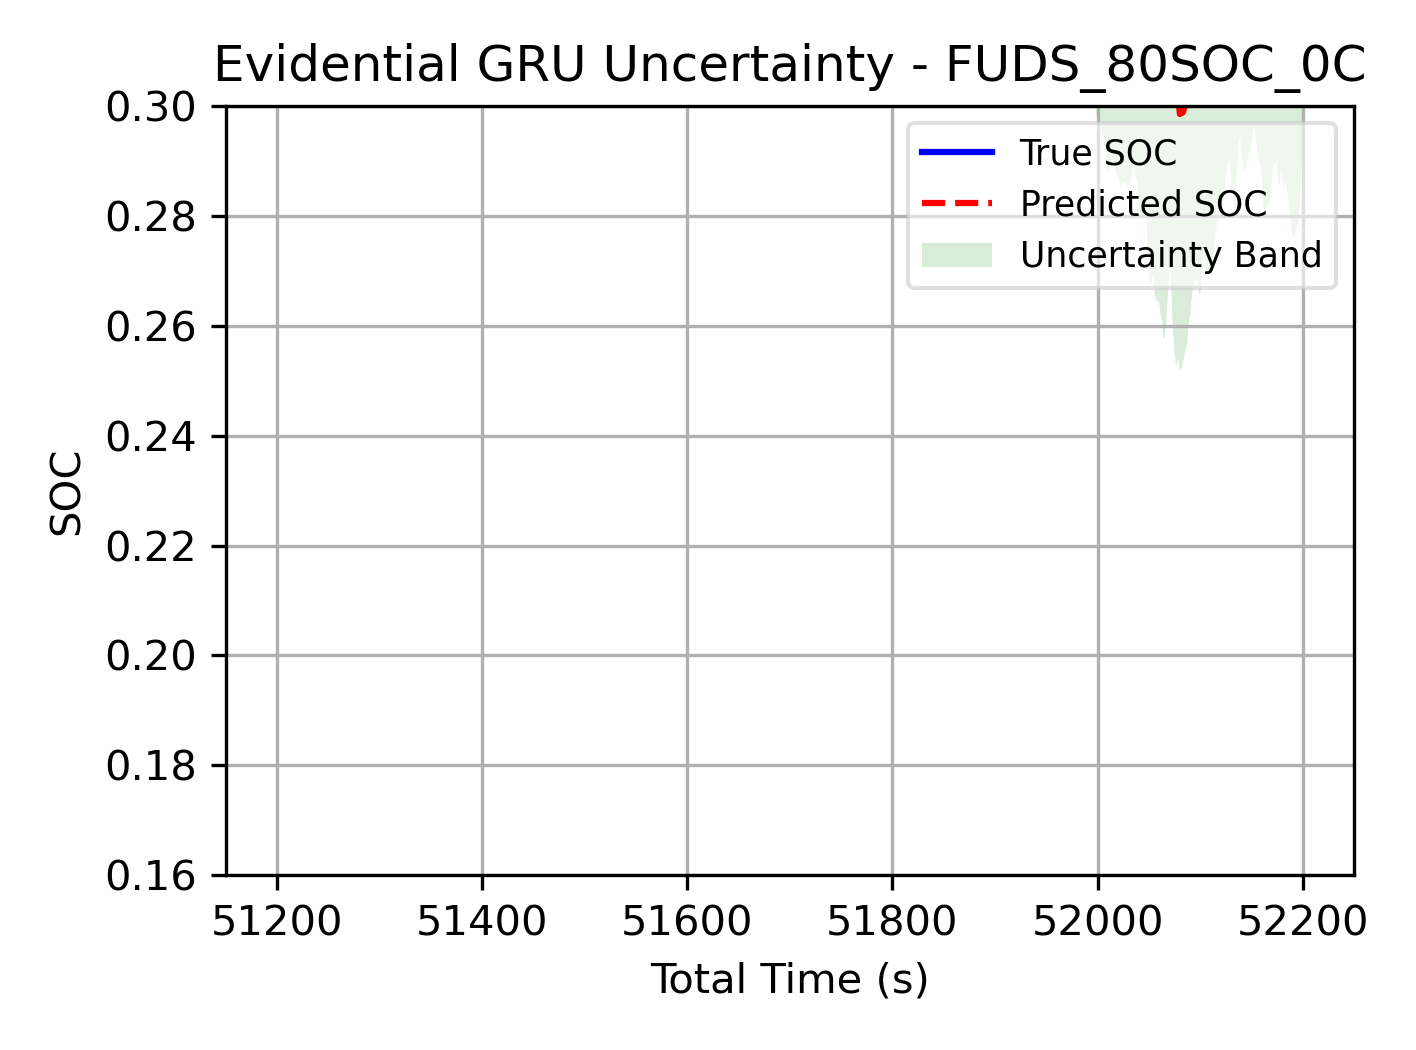 Evidential GRU Uncertainty - FUDS_80SOC_0C
0.30
0.28
0.26
0.24
0.22
0.20
0.18
0.16
SOC
True SOC
Predicted SOC
Uncertainty Band
51200 51400 51600 51800 52000 52200
Total Time (s)